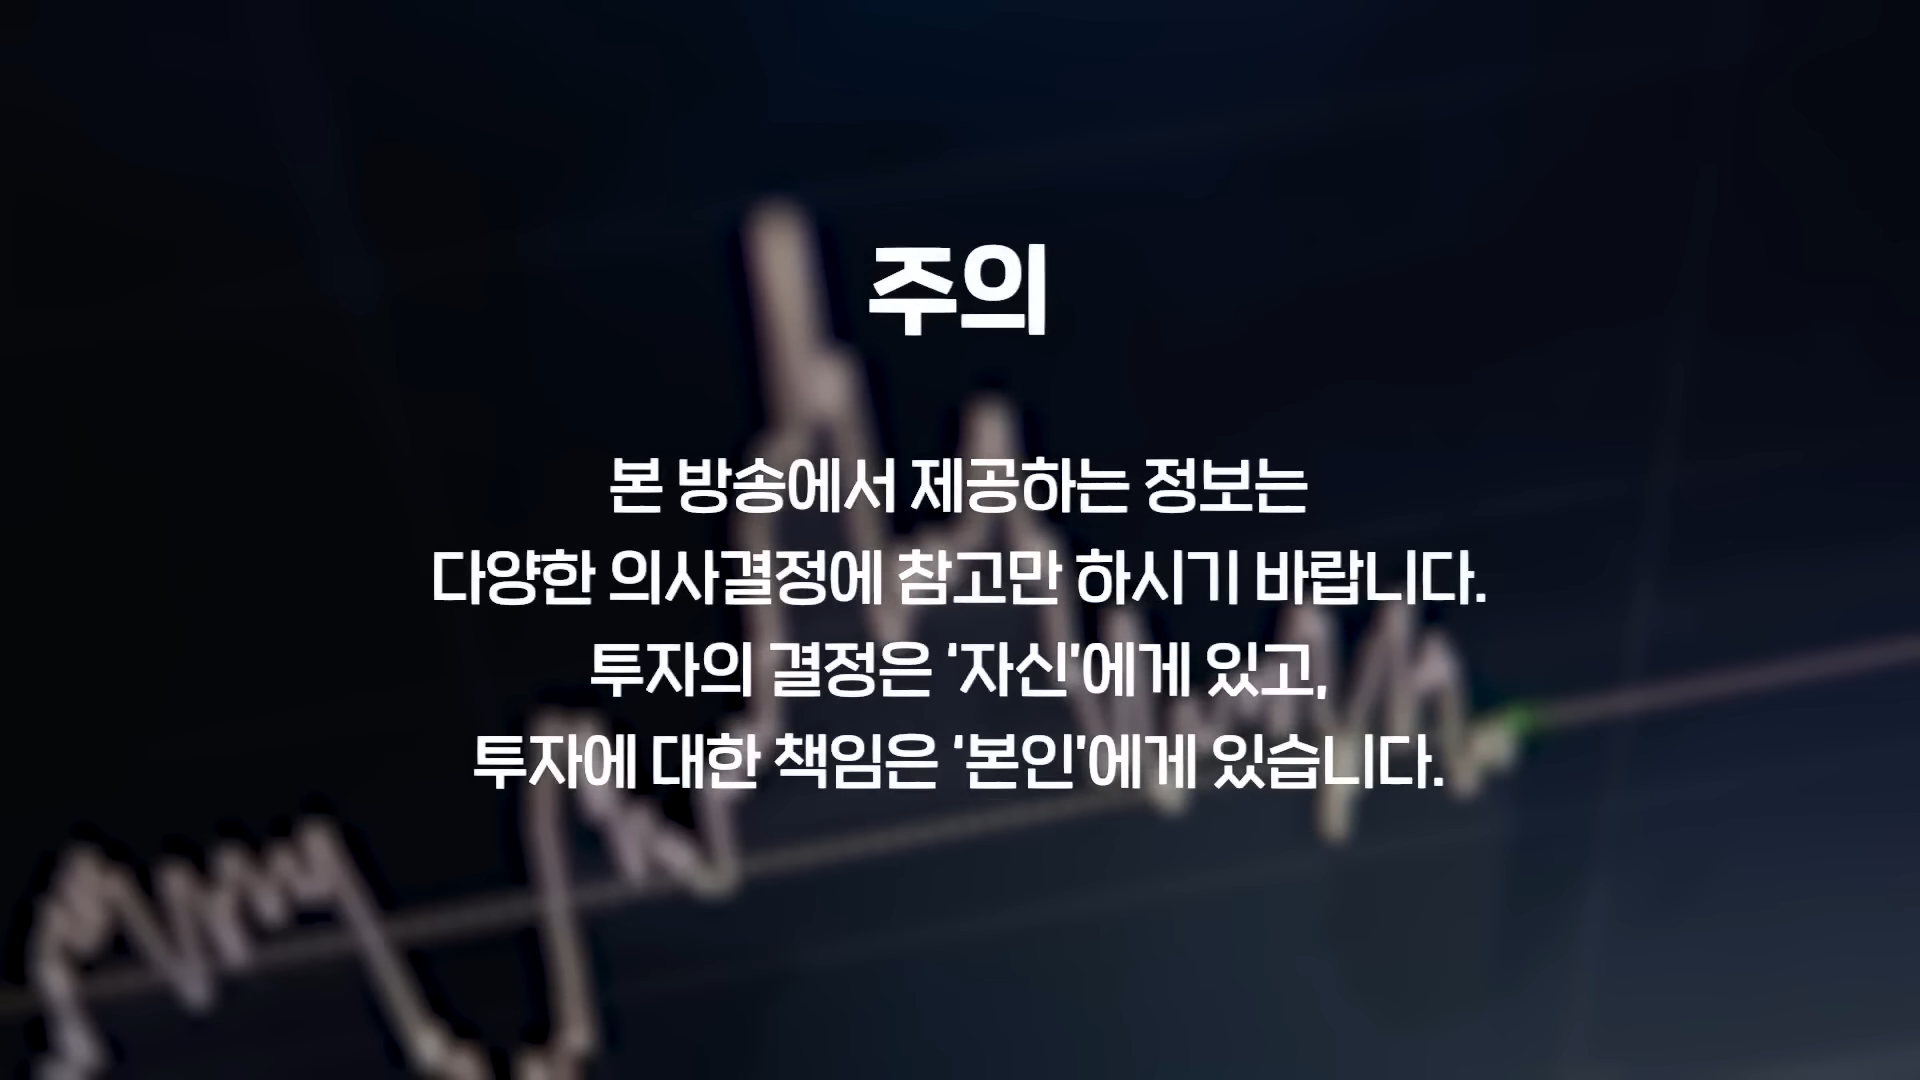 주의
본 방송에서 제공하는 정보는
다양한 의사결정에 참고만 하시기 바랍니다.
투자의 결정은 ‘자신’에게 있고,
투자에 대한 책임은 ‘본인’에게 있습니다.